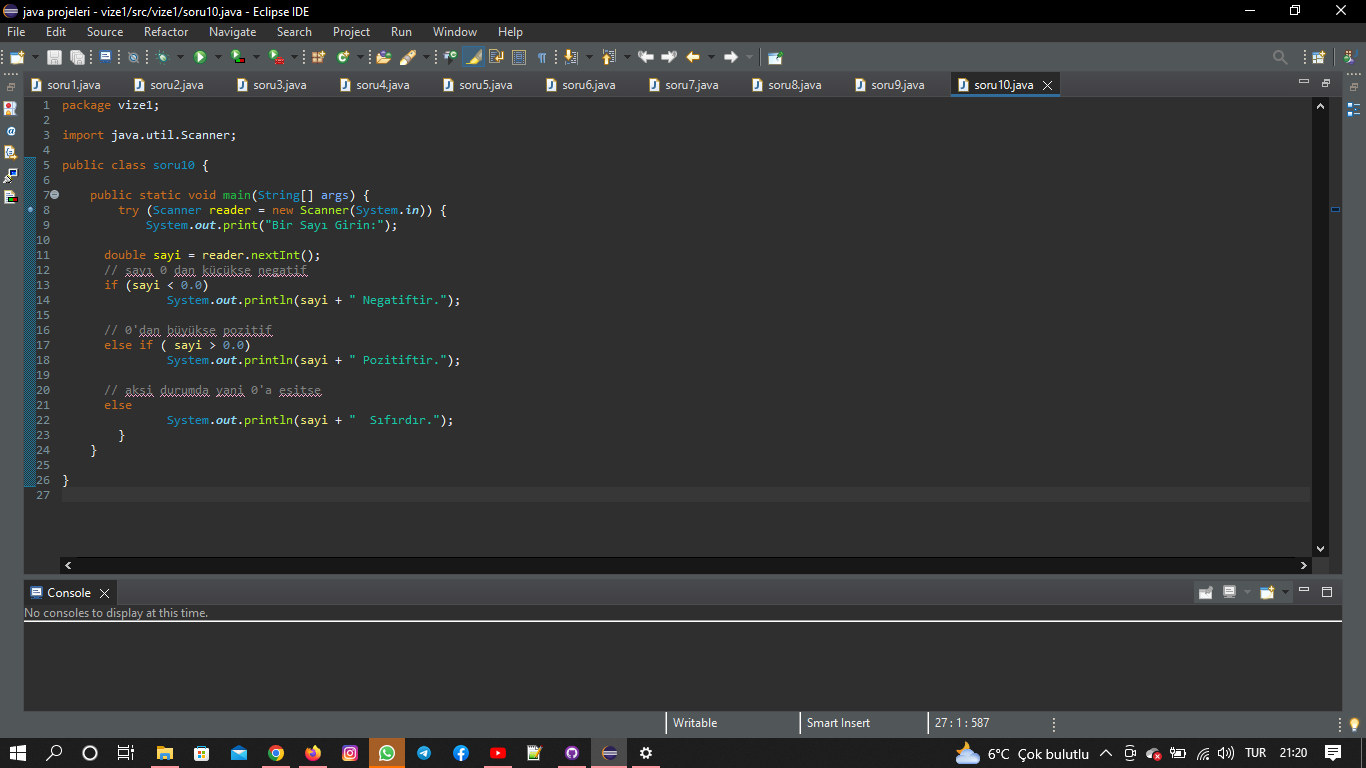 java projeleri - vize1/src/vize1/soru10.java - Eclipse IDE
File Edit Source Refactor Navigate Search Project Run Window Help
soru1.java soru2.java soru3.java soru4.java soru5.java soru6.java soru7.java soru8.java soru9.java soru10.java
1 package vize1;
2
3 import java.util.Scanner;
4
5 public class soru10 {
6
7 public static void main(String[] args) {
8 try (Scanner reader = new Scanner(System.in)) {
9 System.out.print("Bir Sayı Girin:");
10
11 double sayi = reader.nextInt();
12 // sayı 0 dan küçükse negatif
13 if (sayi < 0.0)
14 System.out.println(sayi + " Negatiftir.");
15
16 // 0'dan büyükse pozitif
17 else if ( sayi > 0.0)
18 System.out.println(sayi + " Pozitiftir.");
19
20 // aksi durumda yani 0'a eşitse
21 else
22 System.out.println(sayi + "  Sıfırdır.");
23 }
24 }
25
26 }
27
Console
No consoles to display at this time.
Writable Smart Insert 27 : 1 : 587
6°C Çok bulutlu TUR 21:20